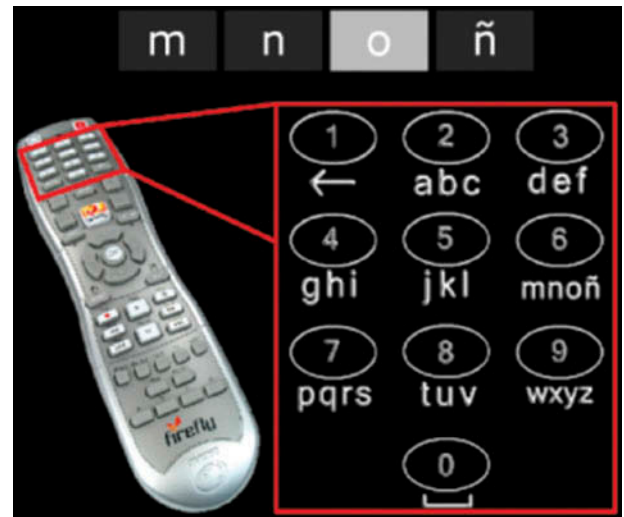 m n o ñ
1 2 3
← abc def
4 5 6
ghi jkl mnoñ
7 8 9
pqrs tuv wxyz
0
firefly